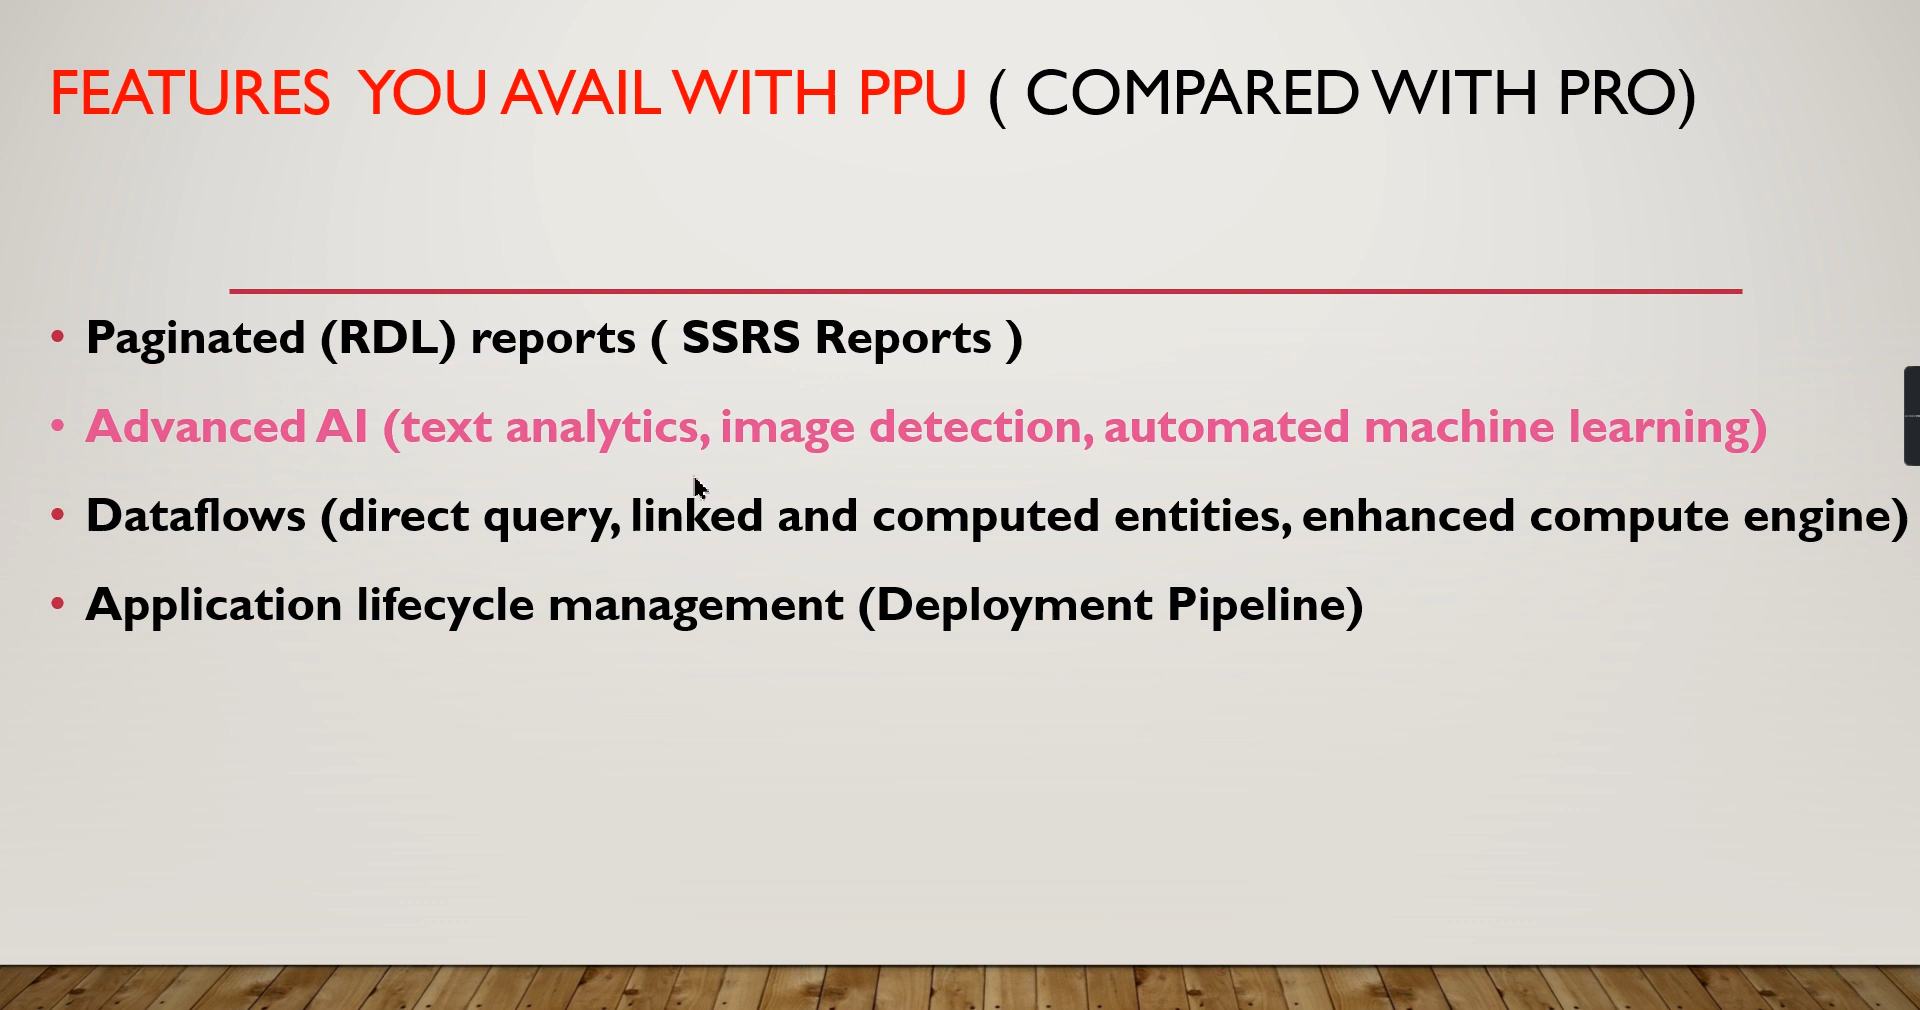 FEATURES YOU AVAIL WITH PPU ( COMPARED WITH PRO)
• Paginated (RDL) reports ( SSRS Reports )
• Advanced AI (text analytics, image detection, automated machine learning)
• Dataflows (direct query, linked and computed entities, enhanced compute engine)
• Application lifecycle management (Deployment Pipeline)